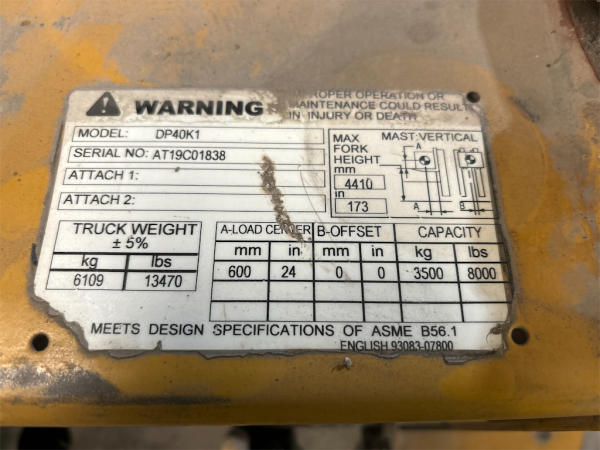 WARNING
OPER OPERATION OR
MAINTENANCE COULD RESULT
IN INJURY OR DEATH
MODEL: DP40K1
SERIAL NO: AT19C01838
ATTACH 1:
ATTACH 2:
MAX FORK HEIGHT
mm
4410
in
173
MAST:VERTICAL
A
A B
TRUCK WEIGHT
± 5%
kg lbs
6109 13470
A-LOAD CENTER B-OFFSET CAPACITY
mm in mm in kg lbs
600 24 0 0 3500 8000
MEETS DESIGN SPECIFICATIONS OF ASME B56.1
ENGLISH 93083-07800